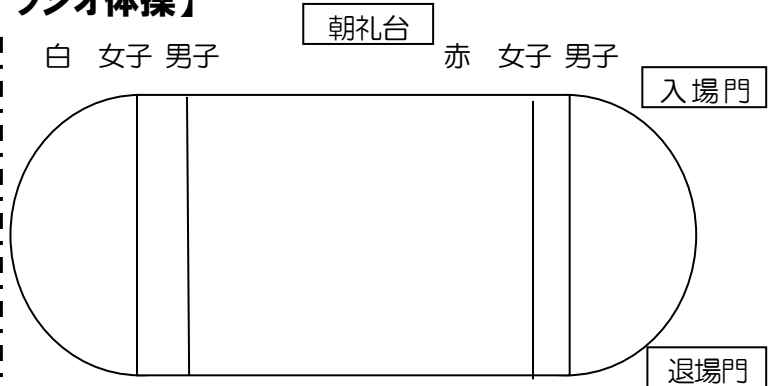 ラジオ体操】
朝礼台
白 女子 男子
赤 女子 男子
入場門
退場門